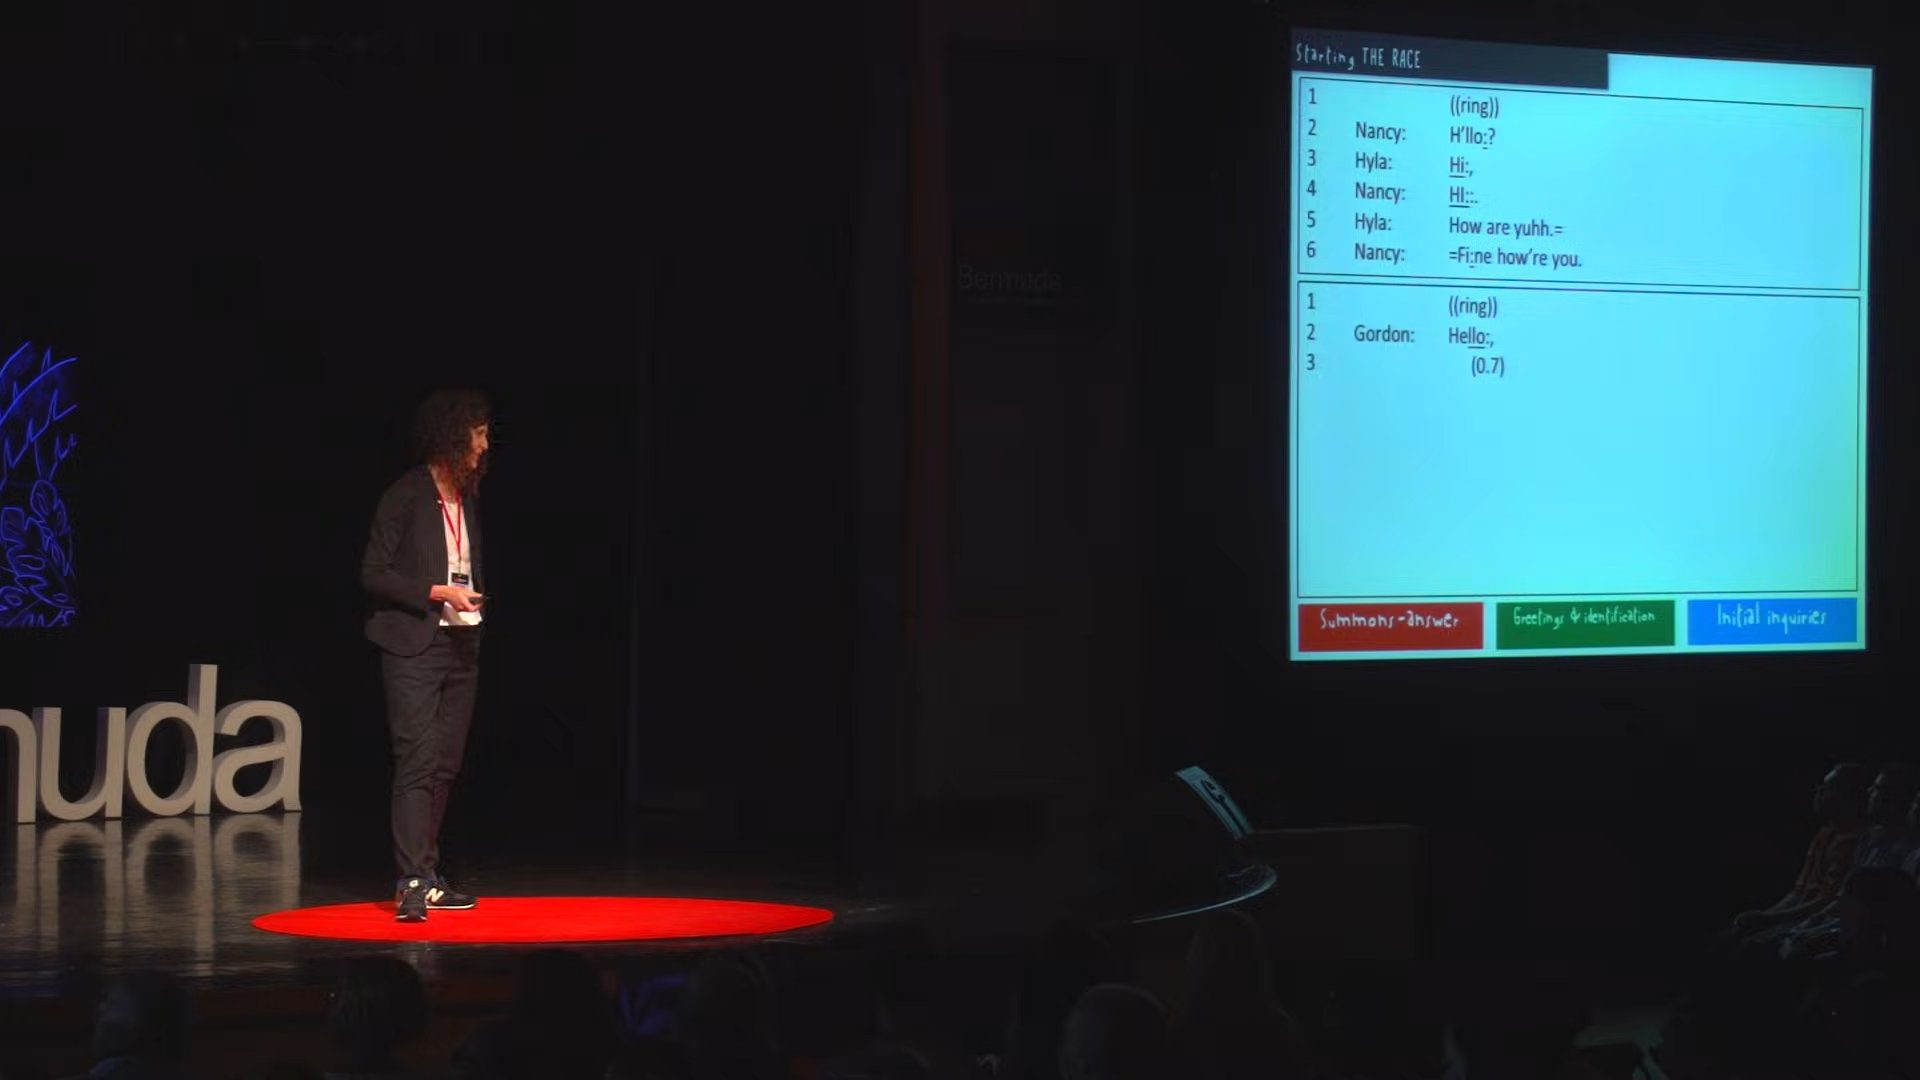 Starting THE RACE
1 ((ring))
2 Nancy: H'llo:?
3 Hyla: Hi:,
4 Nancy: HI::.
5 Hyla: How are yuhh.=
6 Nancy: =Fi:ne how're you.
1 ((ring))
2 Gordon: Hello:,
3 (0.7)
Summons-answer
Greetings & identification
Initial inquiries
Bermuda
uda
N